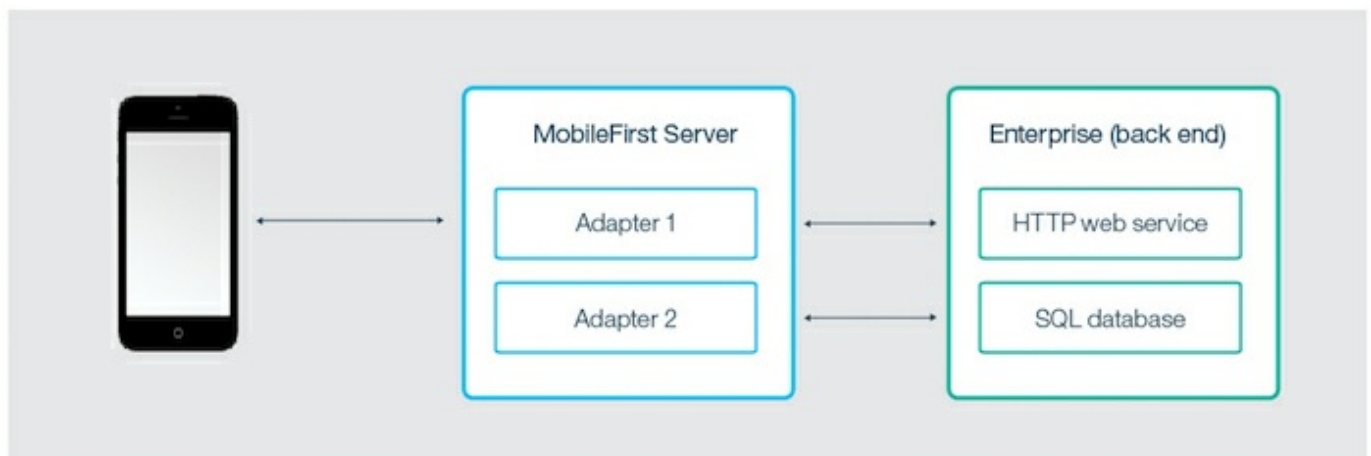 MobileFirst Server
Adapter 1
Adapter 2
Enterprise (back end)
HTTP web service
SQL database